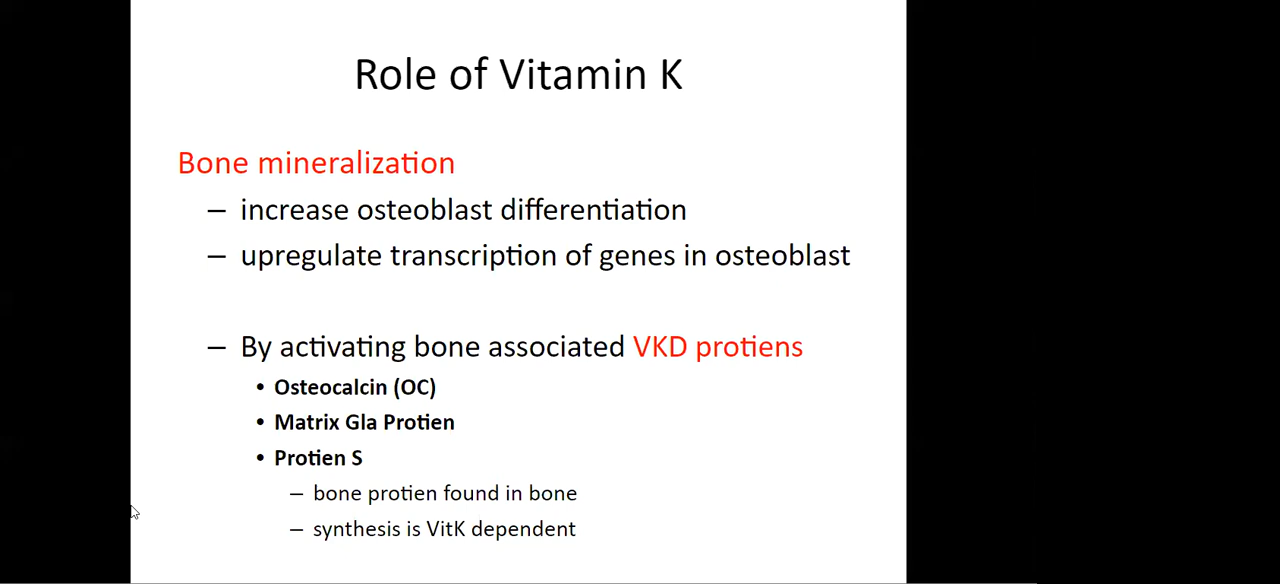 Role of Vitamin K
Bone mineralization
– increase osteoblast differentiation
– upregulate transcription of genes in osteoblast
– By activating bone associated VKD protiens
• Osteocalcin (OC)
• Matrix Gla Protien
• Protien S
– bone protien found in bone
– synthesis is VitK dependent